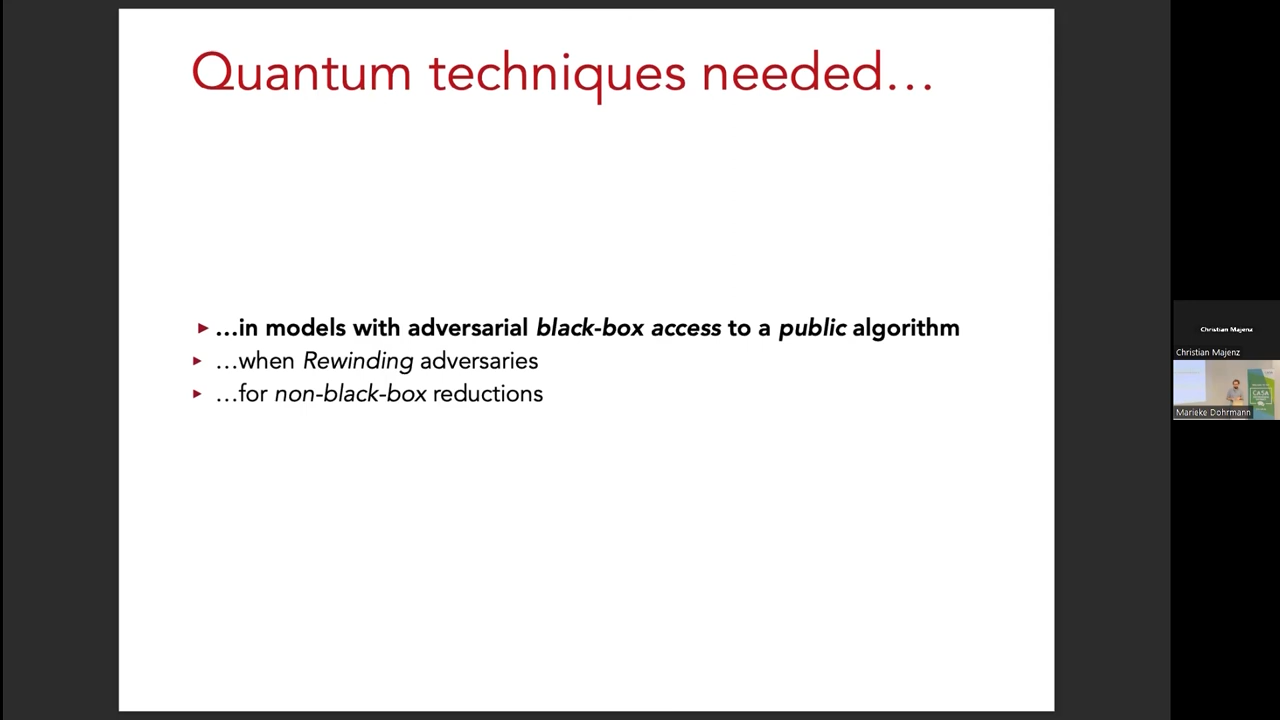 Quantum techniques needed…
▸ …in models with adversarial black-box access to a public algorithm
▸ …when Rewinding adversaries
▸ …for non-black-box reductions
Christian Majenz
Christian Majenz
CASA
Marieke Dohrmann